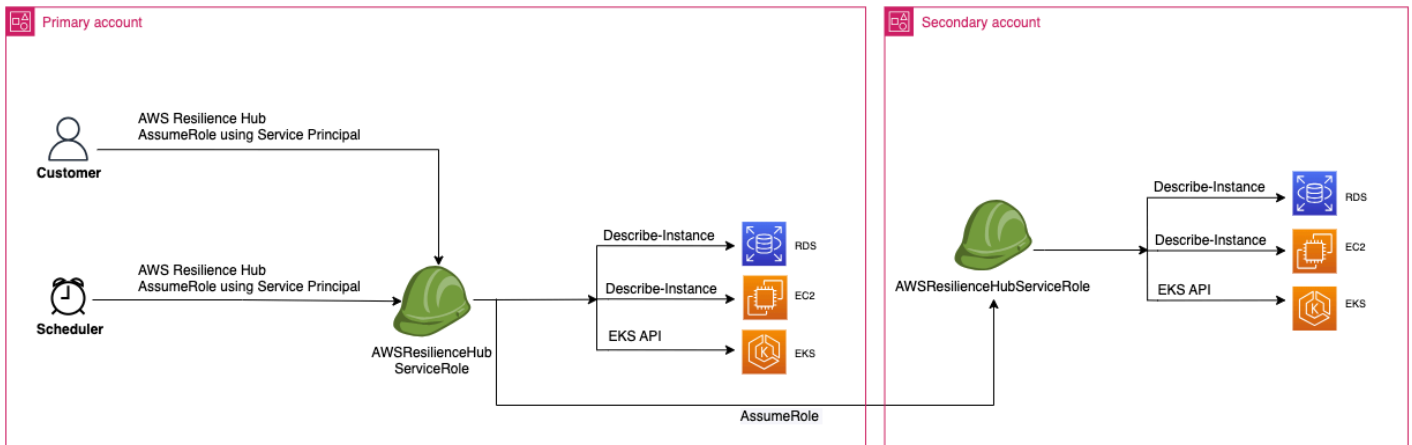 Primary account
AWS Resilience Hub
AssumeRole using Service Principal
Customer
AWS Resilience Hub
AssumeRole using Service Principal
Scheduler
AWSResilienceHub
ServiceRole
Describe-Instance
RDS
Describe-Instance
EC2
EKS API
K
EKS
AssumeRole
Secondary account
AWSResilienceHubServiceRole
Describe-Instance
RDS
Describe-Instance
EC2
EKS API
K
EKS